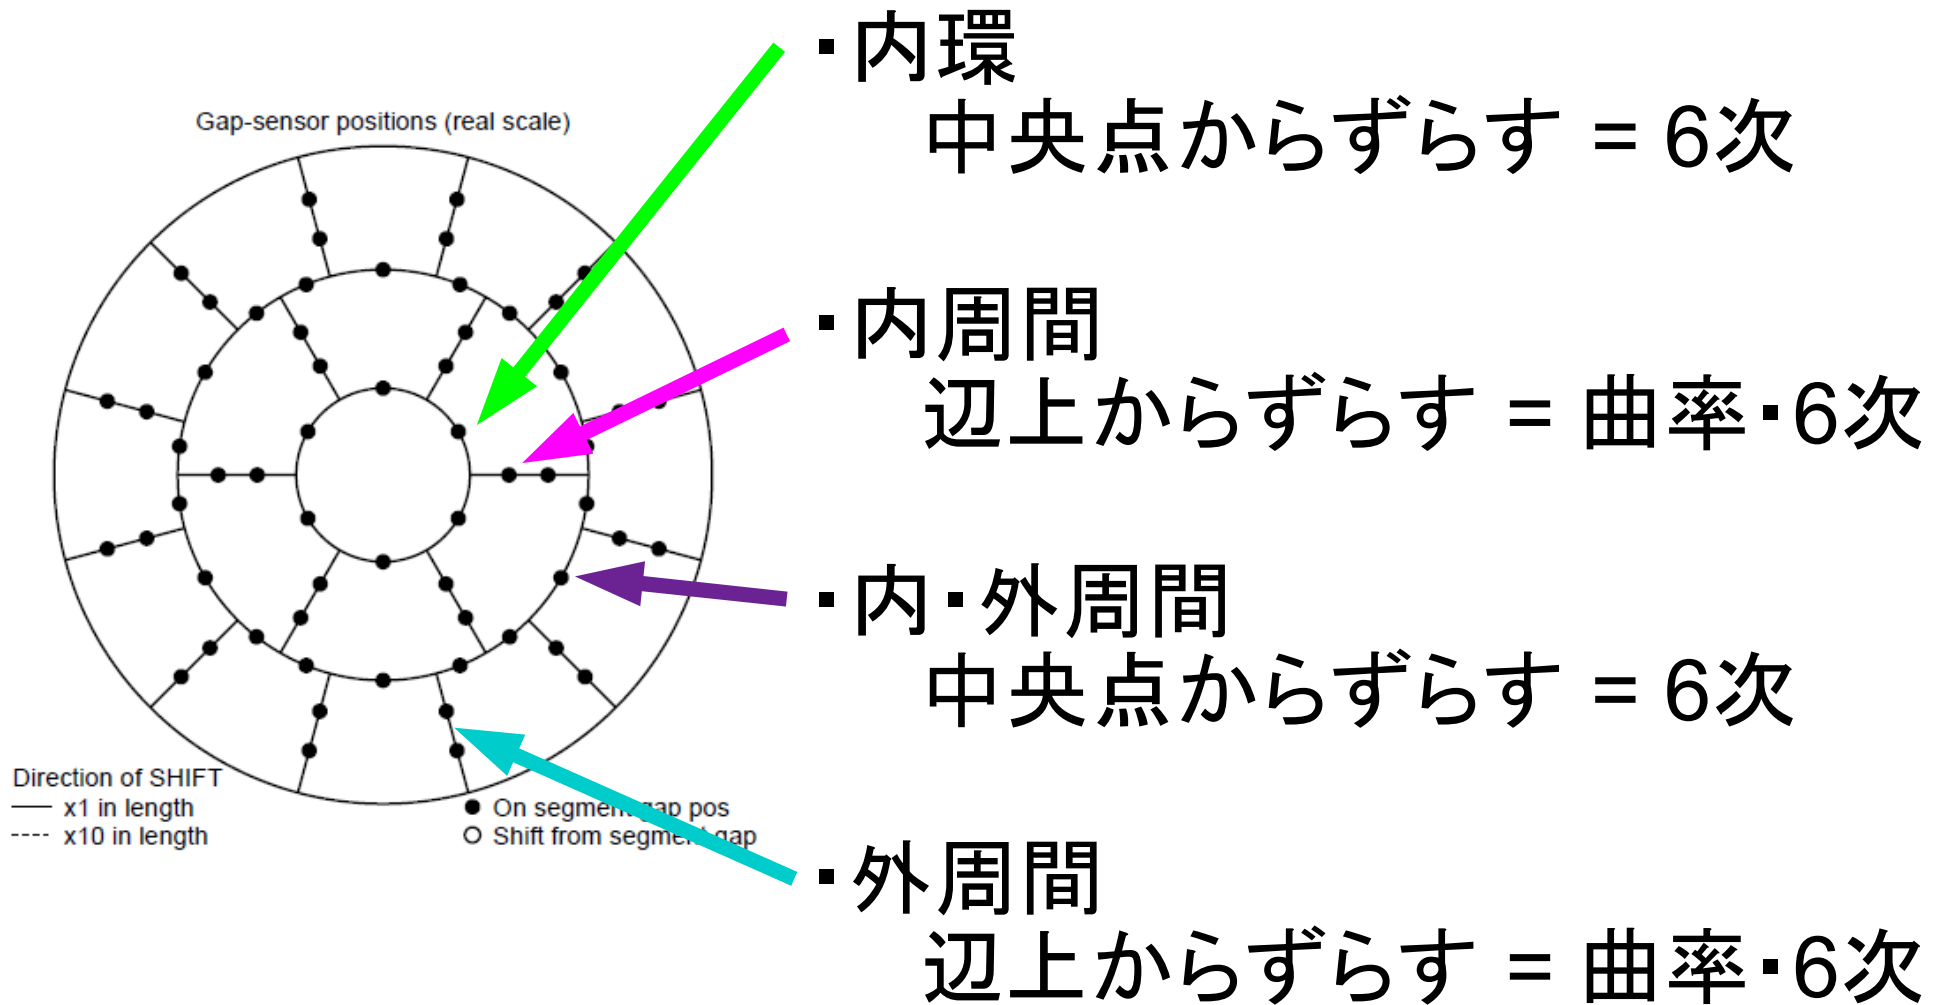 ・内環
中央点からずらす = 6次
Gap-sensor positions (real scale)
・内周間
辺上からずらす = 曲率・6次
・内・外周間
中央点からずらす = 6次
Direction of SHIFT
x1 in length
x10 in length
On segment gap pos
Shift from segment gap
・外周間
辺上からずらす = 曲率・6次